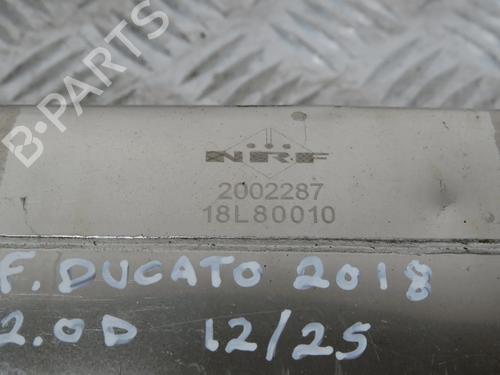 B-PARTS
NRF
2002287
18L80010
F. DUCATO 2018
2.0D 12/25